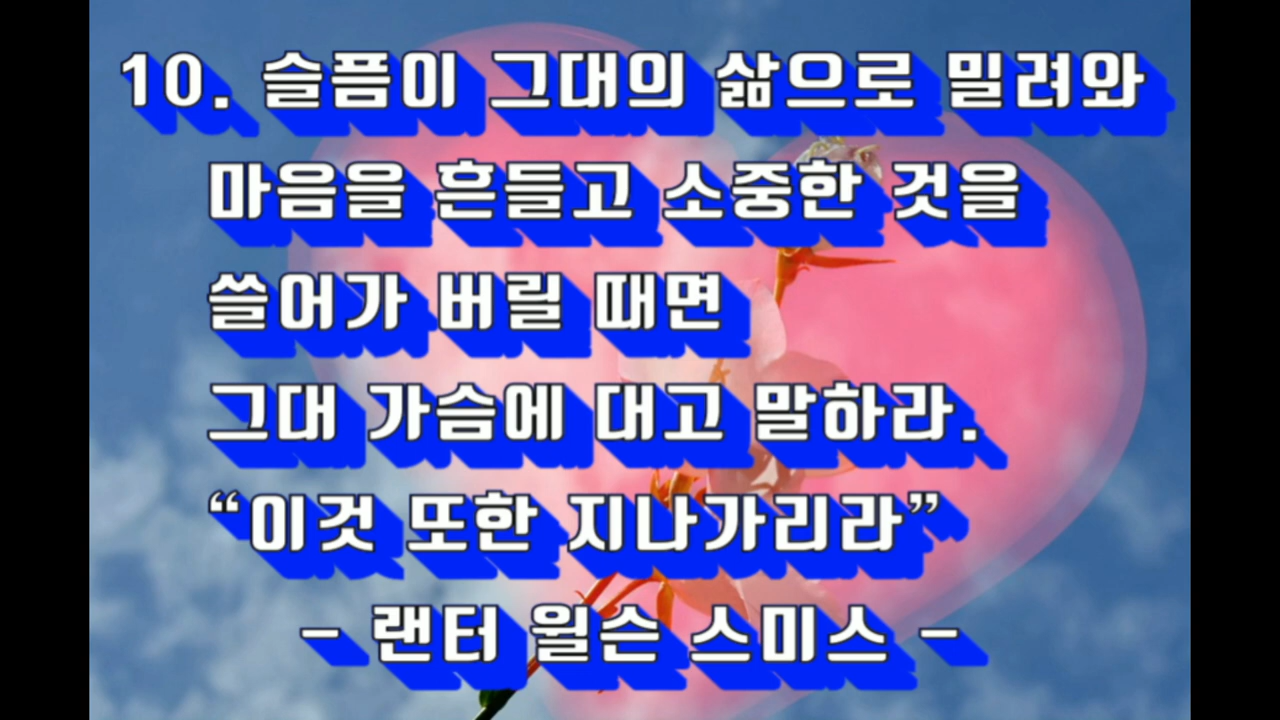 10. 슬픔이 그대의 삶으로 밀려와
마음을 흔들고 소중한 것을
쓸어가 버릴 때면
그대 가슴에 대고 말하라.
“이것 또한 지나가리라”
- 랜터 윌슨 스미스 -